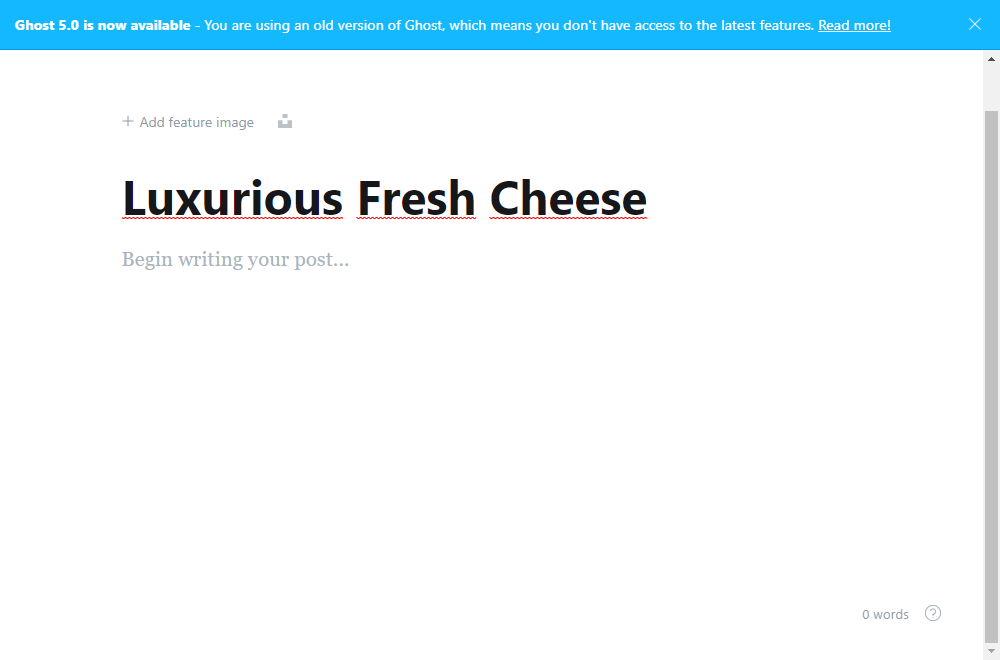 Ghost 5.0 is now available - You are using an old version of Ghost, which means you don't have access to the latest features. Read more!
Add feature image
Luxurious Fresh Cheese
Begin writing your post...
0 words